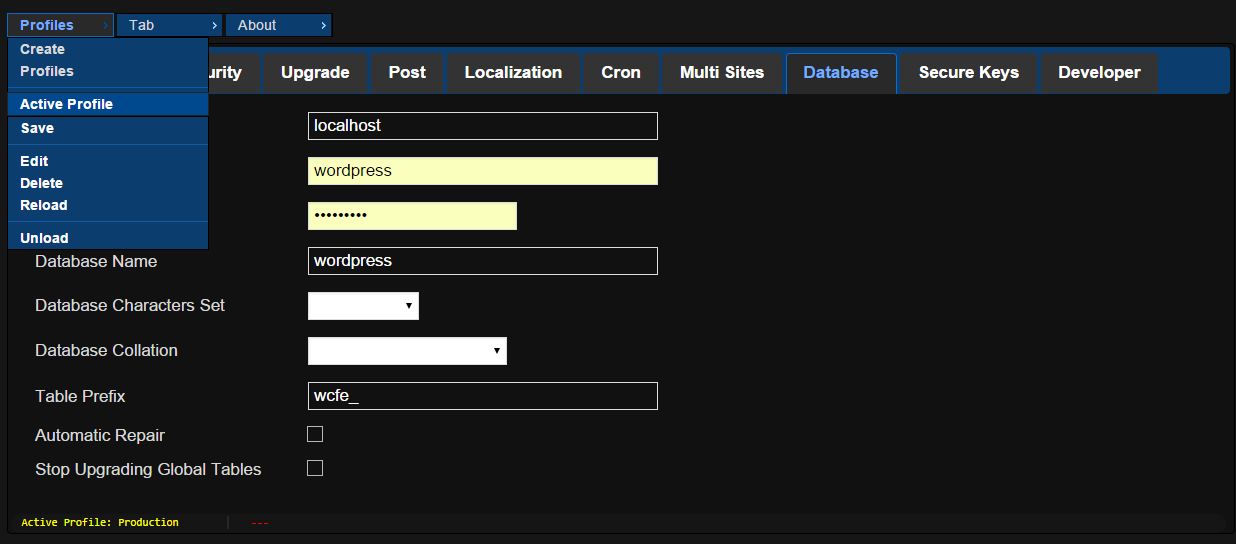 Profiles Tab About
Create
Profiles
Active Profile
Save
Edit
Delete
Reload
Unload
urity Upgrade Post Localization Cron Multi Sites Database Secure Keys Developer
localhost
wordpress
•••••••••
Database Name wordpress
Database Characters Set
Database Collation
Table Prefix wcfe_
Automatic Repair
Stop Upgrading Global Tables
Active Profile: Production | ---